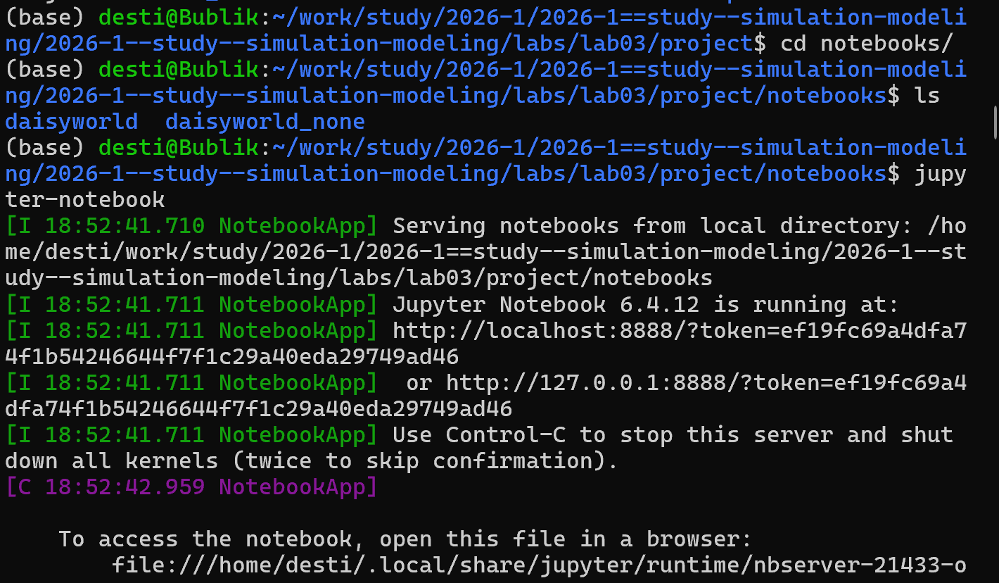 (base) desti@Bublik:~/work/study/2026-1/2026-1==study--simulation-modeli
ng/2026-1--study--simulation-modeling/labs/lab03/project$ cd notebooks/
(base) desti@Bublik:~/work/study/2026-1/2026-1==study--simulation-modeli
ng/2026-1--study--simulation-modeling/labs/lab03/project/notebooks$ ls
daisyworld  daisyworld_none
(base) desti@Bublik:~/work/study/2026-1/2026-1==study--simulation-modeli
ng/2026-1--study--simulation-modeling/labs/lab03/project/notebooks$ jupy
ter-notebook
[I 18:52:41.710 NotebookApp] Serving notebooks from local directory: /ho
me/desti/work/study/2026-1/2026-1==study--simulation-modeling/2026-1--st
udy--simulation-modeling/labs/lab03/project/notebooks
[I 18:52:41.711 NotebookApp] Jupyter Notebook 6.4.12 is running at:
[I 18:52:41.711 NotebookApp] http://localhost:8888/?token=ef19fc69a4dfa7
4f1b54246644f7f1c29a40eda29749ad46
[I 18:52:41.711 NotebookApp]  or http://127.0.0.1:8888/?token=ef19fc69a4
dfa74f1b54246644f7f1c29a40eda29749ad46
[I 18:52:41.711 NotebookApp] Use Control-C to stop this server and shut
down all kernels (twice to skip confirmation).
[C 18:52:42.959 NotebookApp]
To access the notebook, open this file in a browser:
file:///home/desti/.local/share/jupyter/runtime/nbserver-21433-o